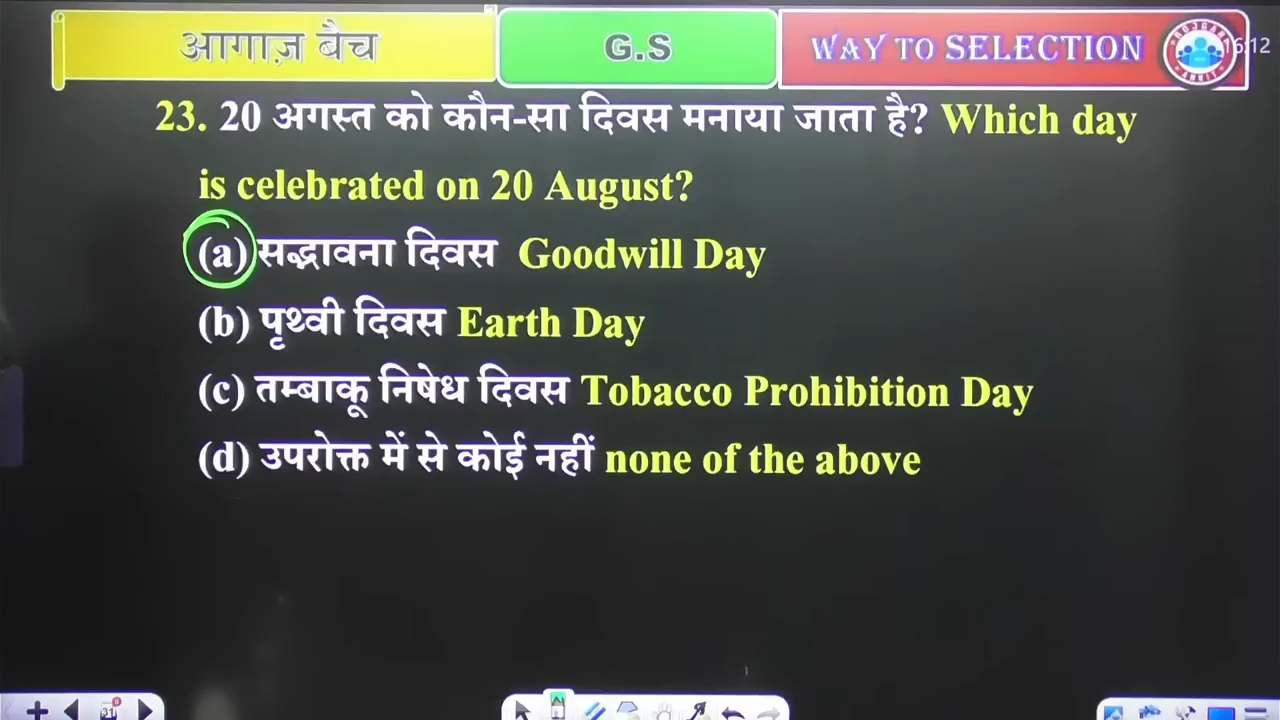 आगाज़ बैच
G.S
WAY TO SELECTION
16:12
23. 20 अगस्त को कौन-सा दिवस मनाया जाता है? Which day
is celebrated on 20 August?
(a) सद्भावना दिवस Goodwill Day
(b) पृथ्वी दिवस Earth Day
(c) तम्बाकू निषेध दिवस Tobacco Prohibition Day
(d) उपरोक्त में से कोई नहीं none of the above